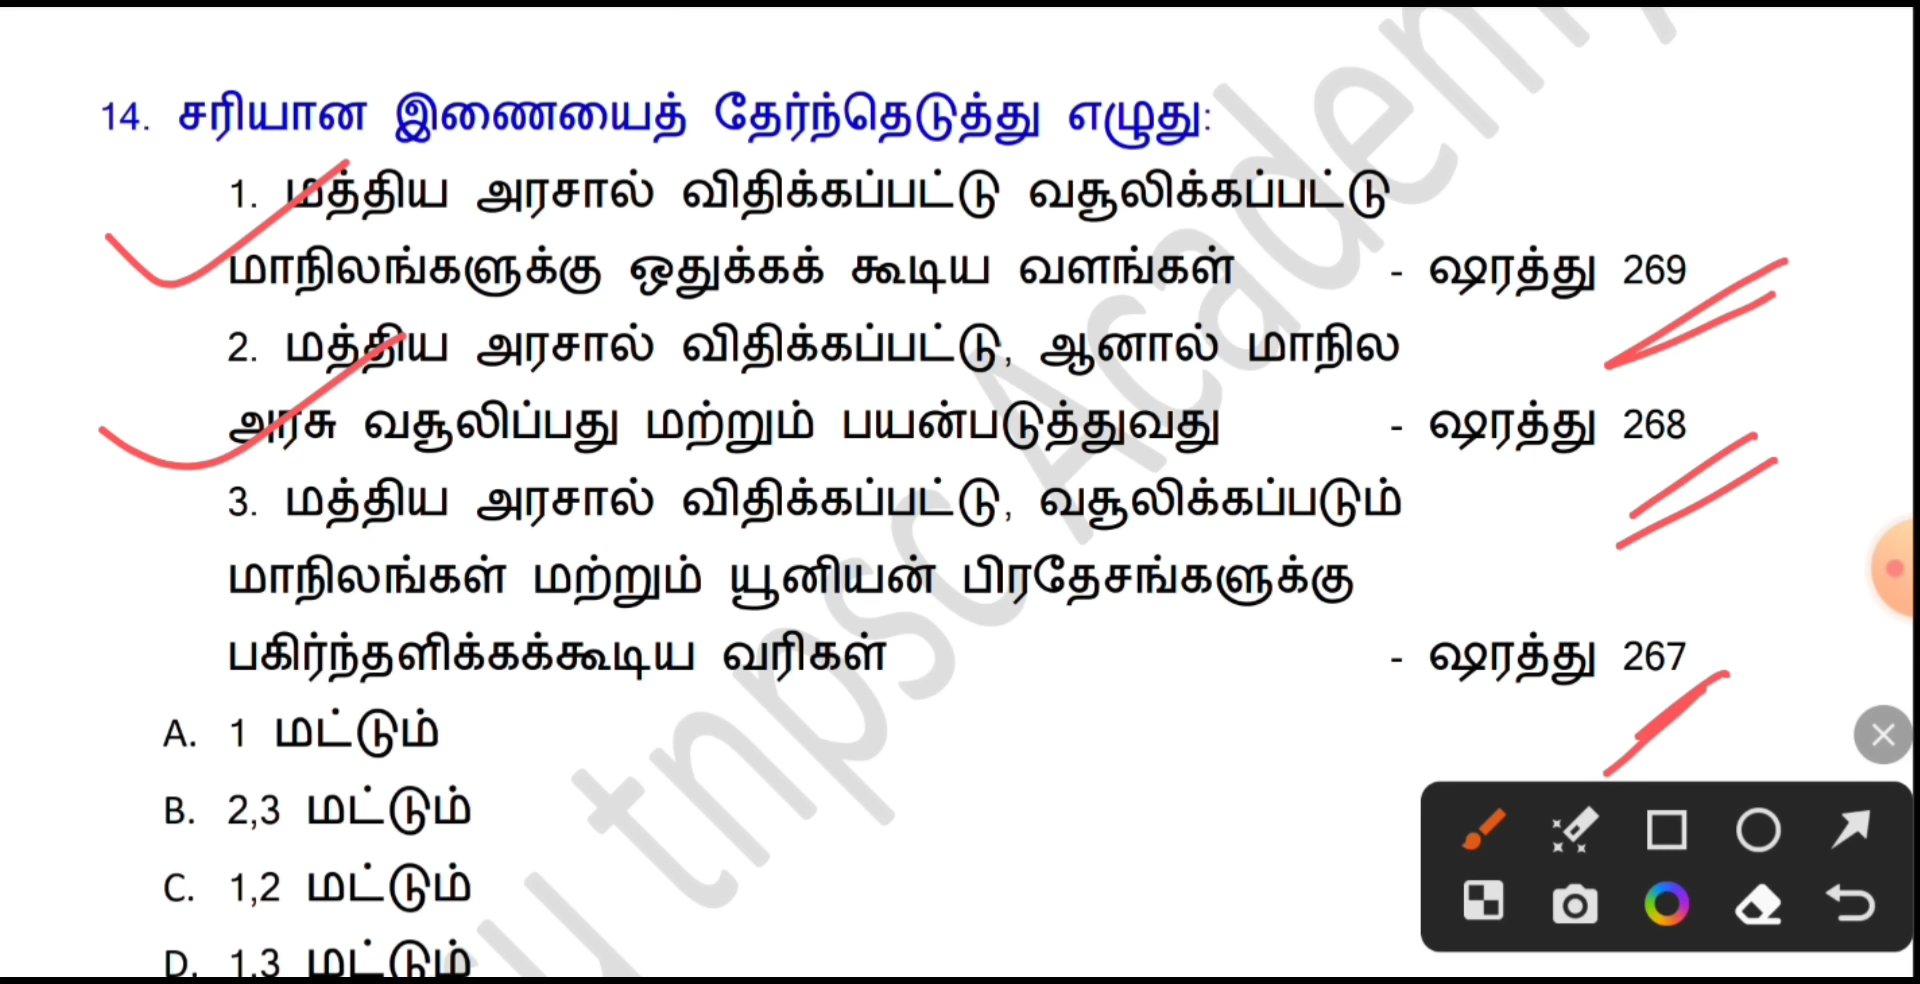 14. சரியான இணையைத் தேர்ந்தெடுத்து எழுது:
1. மத்திய அரசால் விதிக்கப்பட்டு வசூலிக்கப்பட்டு
மாநிலங்களுக்கு ஒதுக்கக் கூடிய வளங்கள் - ஷரத்து 269
2. மத்திய அரசால் விதிக்கப்பட்டு, ஆனால் மாநில
அரசு வசூலிப்பது மற்றும் பயன்படுத்துவது - ஷரத்து 268
3. மத்திய அரசால் விதிக்கப்பட்டு, வசூலிக்கப்படும்
மாநிலங்கள் மற்றும் யூனியன் பிரதேசங்களுக்கு
பகிர்ந்தளிக்கக்கூடிய வரிகள் - ஷரத்து 267
A. 1 மட்டும்
B. 2,3 மட்டும்
C. 1,2 மட்டும்
D. 1,3 மட்டும்
tnpsc Academy